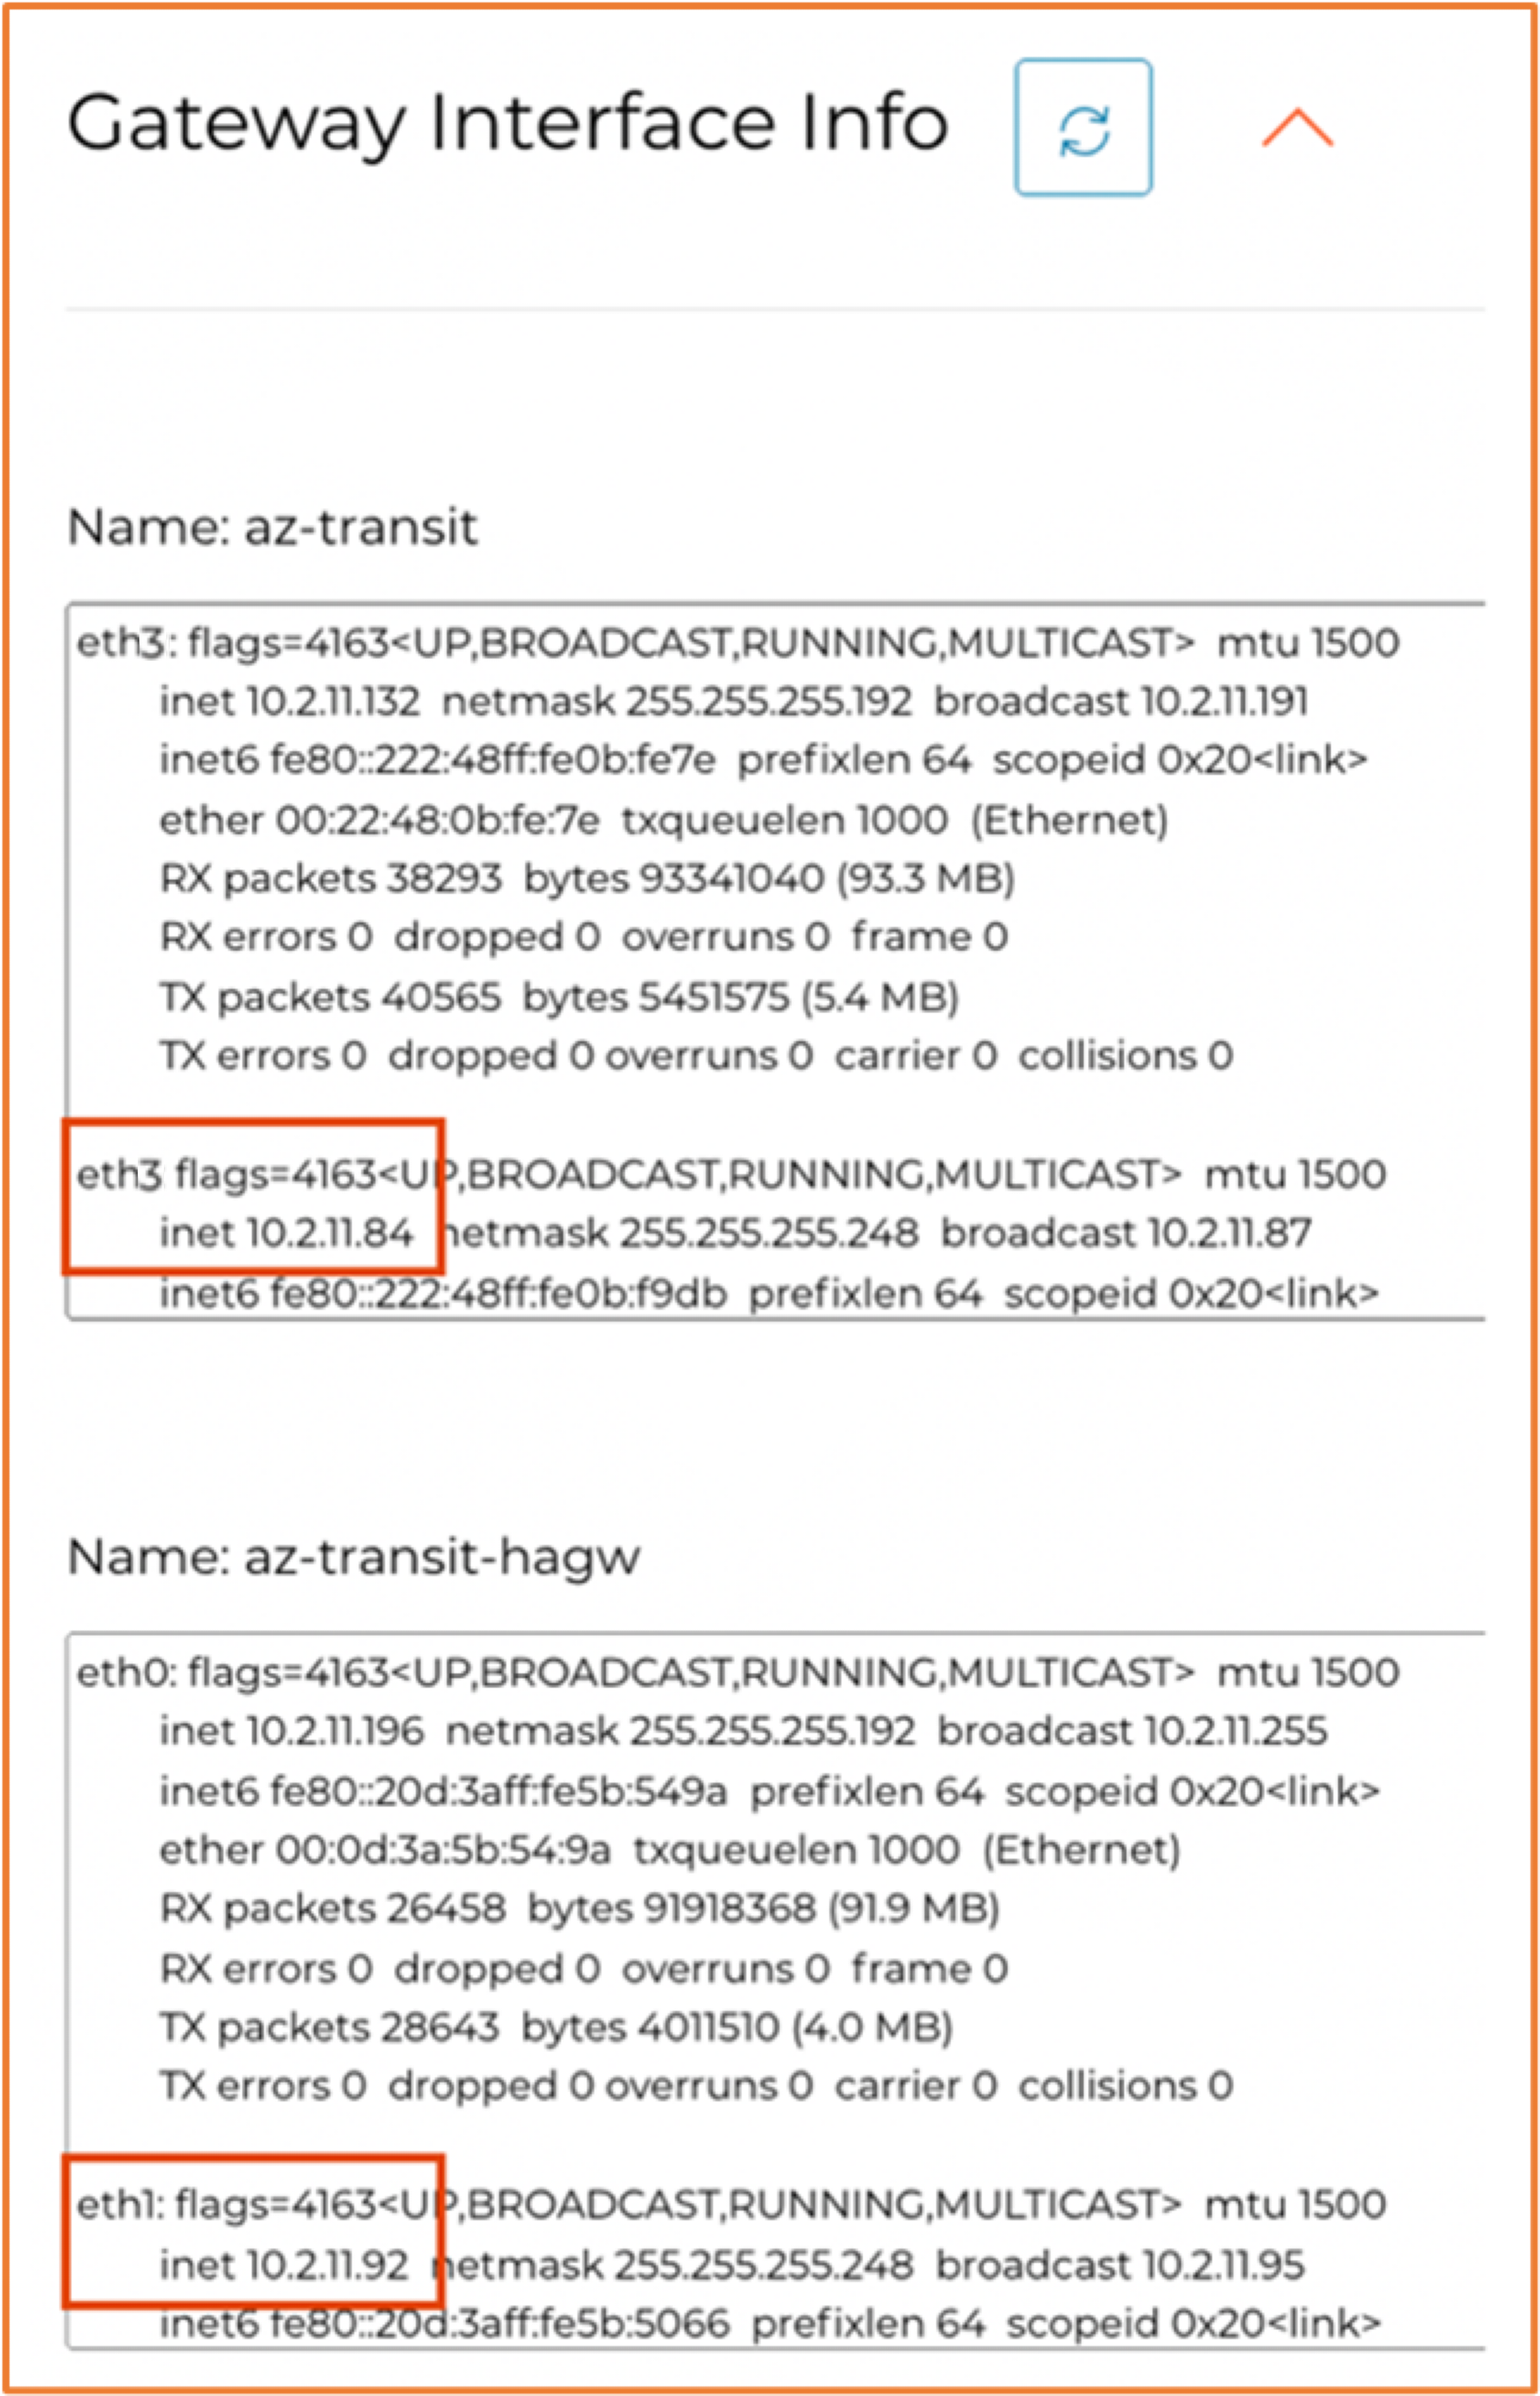 Gateway Interface Info
Name: az-transit
eth3: flags=4163<UP,BROADCAST,RUNNING,MULTICAST> mtu 1500
inet 10.2.11.132 netmask 255.255.255.192 broadcast 10.2.11.191
inet6 fe80::222:48ff:fe0b:fe7e prefixlen 64 scopeid 0x20<link>
ether 00:22:48:0b:fe:7e txqueuelen 1000 (Ethernet)
RX packets 38293 bytes 93341040 (93.3 MB)
RX errors 0 dropped 0 overruns 0 frame 0
TX packets 40565 bytes 5451575 (5.4 MB)
TX errors 0 dropped 0 overruns 0 carrier 0 collisions 0
eth3 flags=4163<UP,BROADCAST,RUNNING,MULTICAST> mtu 1500
inet 10.2.11.84 netmask 255.255.255.248 broadcast 10.2.11.87
inet6 fe80::222:48ff:fe0b:f9db prefixlen 64 scopeid 0x20<link>
Name: az-transit-hagw
eth0: flags=4163<UP,BROADCAST,RUNNING,MULTICAST> mtu 1500
inet 10.2.11.196 netmask 255.255.255.192 broadcast 10.2.11.255
inet6 fe80::20d:3aff:fe5b:549a prefixlen 64 scopeid 0x20<link>
ether 00:0d:3a:5b:54:9a txqueuelen 1000 (Ethernet)
RX packets 26458 bytes 91918368 (91.9 MB)
RX errors 0 dropped 0 overruns 0 frame 0
TX packets 28643 bytes 4011510 (4.0 MB)
TX errors 0 dropped 0 overruns 0 carrier 0 collisions 0
eth1: flags=4163<UP,BROADCAST,RUNNING,MULTICAST> mtu 1500
inet 10.2.11.92 netmask 255.255.255.248 broadcast 10.2.11.95
inet6 fe80::20d:3aff:fe5b:5066 prefixlen 64 scopeid 0x20<link>